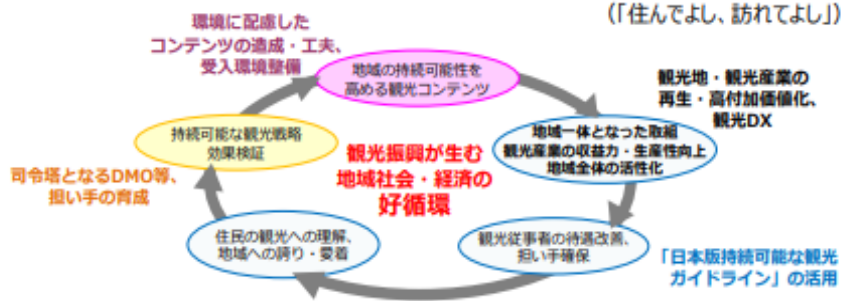 (「住んでよし、訪れてよし」)
環境に配慮した
コンテンツの造成・工夫、
受入環境整備
地域の持続可能性を
高める観光コンテンツ
観光地・観光産業の
再生・高付加価値化、
観光DX
地域一体となった取組
観光産業の収益力・生産性向上
地域全体の活性化
持続可能な観光戦略
効果検証
観光振興が生む
地域社会・経済の
好循環
司令塔となるDMO等、
担い手の育成
住民の観光への理解、
地域への誇り・愛着
観光従事者の待遇改善、
担い手確保
「日本版持続可能な観光
ガイドライン」の活用